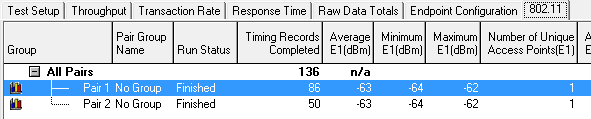 Test Setup Throughput Transaction Rate Response Time Raw Data Totals Endpoint Configuration 802.11
Group Pair Group Name Run Status Timing Records Completed Average E1(dBm) Minimum E1(dBm) Maximum E1(dBm) Number of Unique Access Points(E1)
All Pairs 136 n/a
Pair 1 No Group Finished 86 -63 -64 -62 1
Pair 2 No Group Finished 50 -63 -64 -62 1